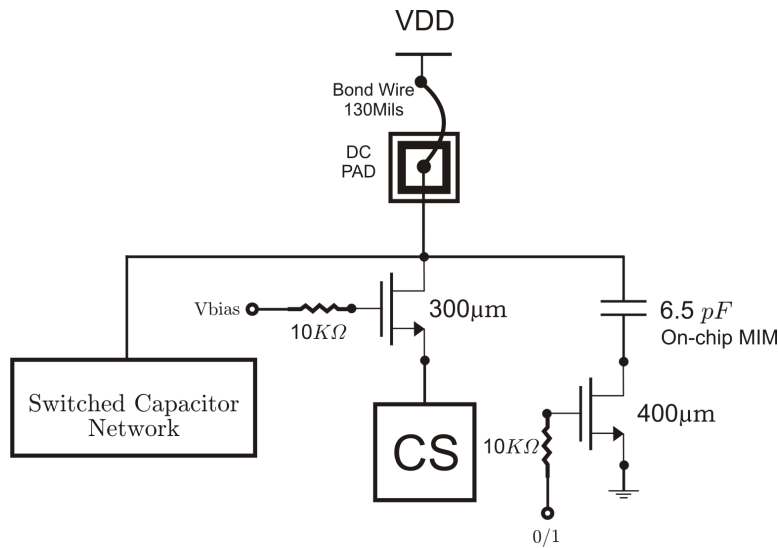 VDD
Bond Wire
130Mils
DC
PAD
Vbias
10KΩ
300µm
6.5 pF
On-chip MIM
Switched Capacitor
Network
CS
10KΩ
400µm
0/1